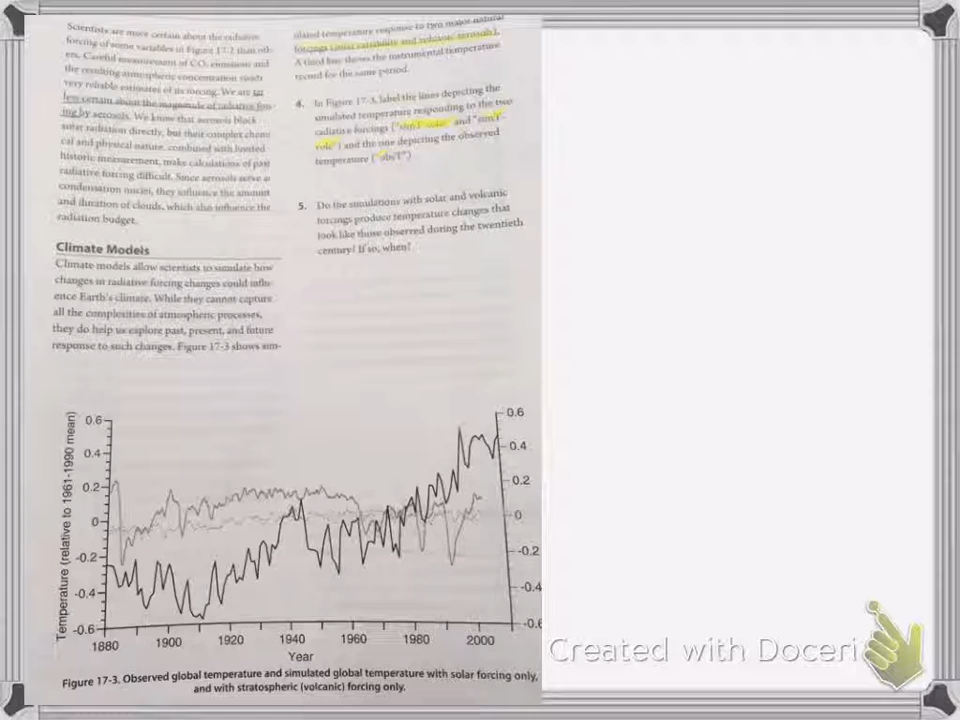 Scientists are more certain about the radiative
forcing of some variables in Figure 17-2 than oth-
ers. Careful measurement of CO₂ emissions and
the resulting atmospheric concentration yields
very reliable estimates of its forcing. We are far
less certain about the magnitude of radiative forc-
ing by aerosols. We know that aerosols block
solar radiation directly, but their complex chemi-
cal and physical nature, combined with limited
historic measurement, make calculations of past
radiative forcing difficult. Since aerosols serve as
condensation nuclei, they influence the amount
and duration of clouds, which also influence the
radiation budget.
Climate Models
Climate models allow scientists to simulate how
changes in radiative forcing changes could influ-
ence Earth's climate. While they cannot capture
all the complexities of atmospheric processes,
they do help us explore past, present, and future
response to such changes. Figure 17-3 shows sim-
ulated temperature response to two major natural
forcings (solar variability and volcanic aerosols).
A third line shows the instrumental temperature
record for the same period.
4. In Figure 17-3, label the lines depicting the
simulated temperature responding to the two
radiative forcings ("simT-solar" and "simT-
volc") and the one depicting the observed
temperature ("obsT")
5. Do the simulations with solar and volcanic
forcings produce temperature changes that
look like those observed during the twentieth
century? If so, when?
Temperature (relative to 1961-1990 mean)
0.6
0.4
0.2
0
-0.2
-0.4
-0.6
0.6
0.4
0.2
0
-0.2
-0.4
-0.6
1880 1900 1920 1940 1960 1980 2000
Year
Figure 17-3. Observed global temperature and simulated global temperature with solar forcing only,
and with stratospheric (volcanic) forcing only.
Created with Doceri